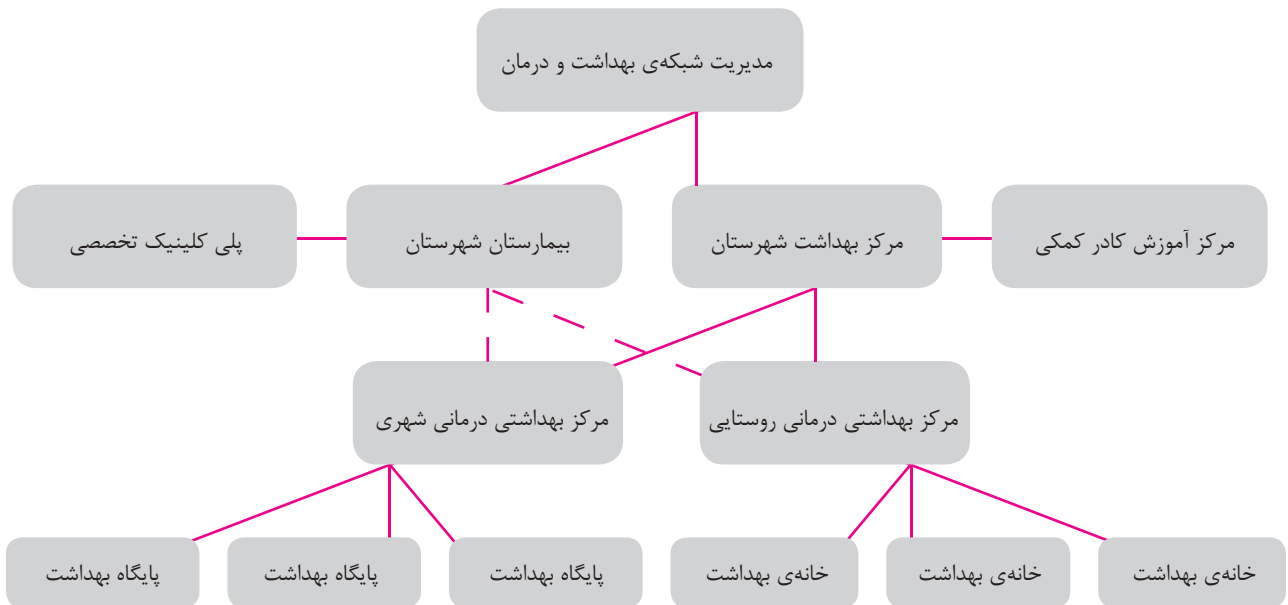 مدیریت شبکه‌ی بهداشت و درمان
مرکز آموزش کادر کمکی
مرکز بهداشت شهرستان
بیمارستان شهرستان
پلی کلینیک تخصصی
مرکز بهداشتی درمانی روستایی
مرکز بهداشتی درمانی شهری
خانه‌ی بهداشت
خانه‌ی بهداشت
خانه‌ی بهداشت
پایگاه بهداشت
پایگاه بهداشت
پایگاه بهداشت